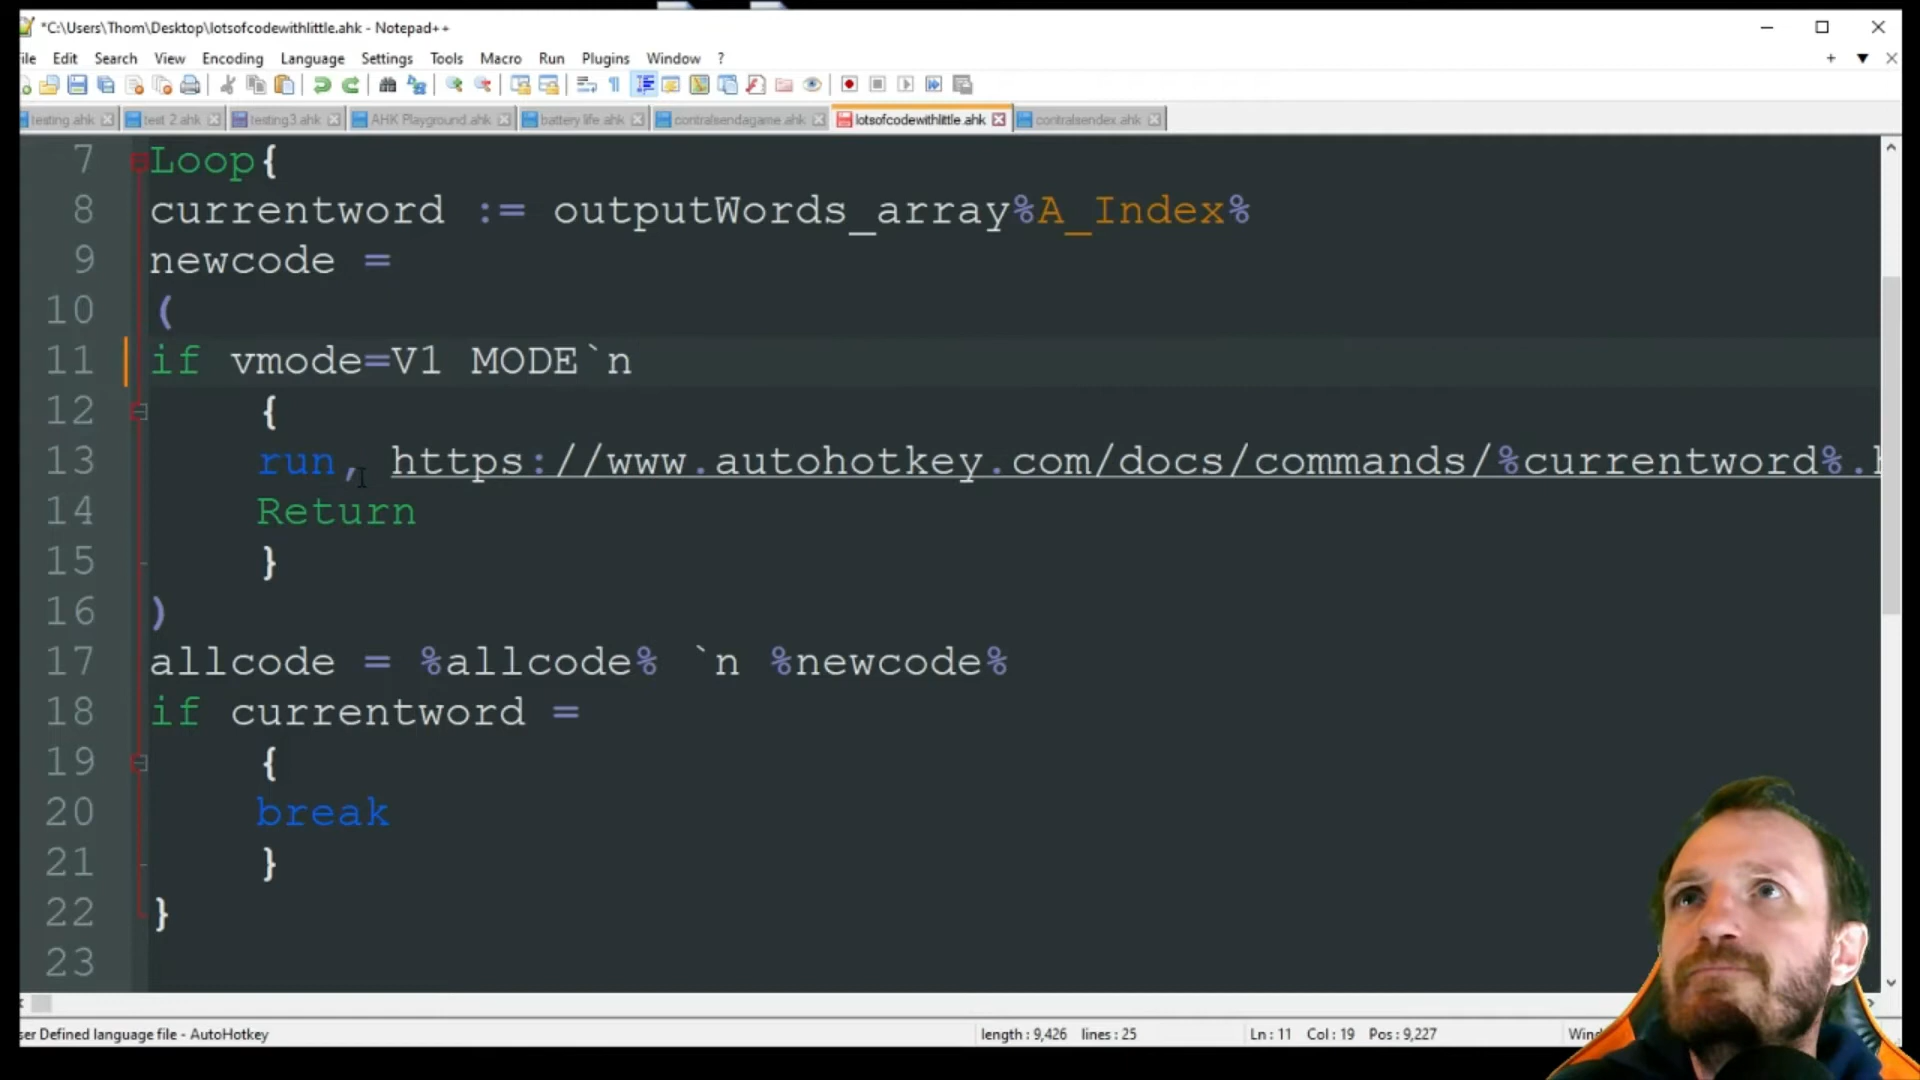 *C:\Users\Thom\Desktop\lotsofcodewithlittle.ahk - Notepad++
ile Edit Search View Encoding Language Settings Tools Macro Run Plugins Window ?
testing.ahk test 2.ahk testing3.ahk AHK Playground.ahk battery life.ahk contralsendagame.ahk lotsofcodewithlittle.ahk contralsendex.ahk
7 Loop{
8 currentword := outputWords_array%A_Index%
9 newcode =
10 (
11 if vmode=V1 MODE`n
12 {
13 run, https://www.autohotkey.com/docs/commands/%currentword%.h
14 Return
15 }
16 )
17 allcode = %allcode% `n %newcode%
18 if currentword =
19 {
20 break
21 }
22 }
23
ser Defined language file - AutoHotkey length : 9,426 lines : 25 Ln : 11 Col : 19 Pos : 9,227 Wind